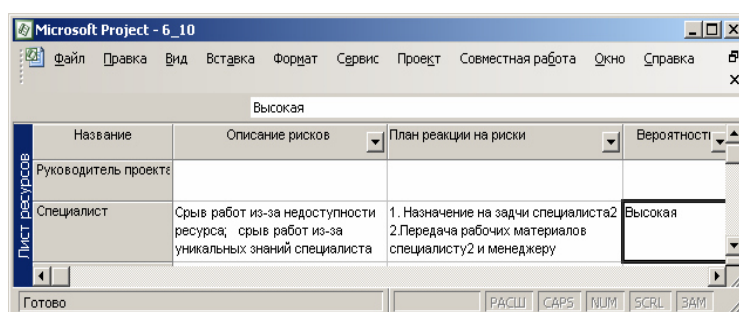 Microsoft Project - 6_10
Файл Правка Вид Вставка Формат Сервис Проект Совместная работа Окно Справка
Высокая
Название Описание рисков План реакции на риски Вероятность
Руководитель проекта
Специалист Срыв работ из-за недоступности 1. Назначение на задчи специалиста2 Высокая
ресурса; срыв работ из-за 2.Передача рабочих материалов
уникальных знаний специалиста специалисту2 и менеджеру
Лист ресурсов
Готово РАСШ CAPS NUM SCRL ЗАМ